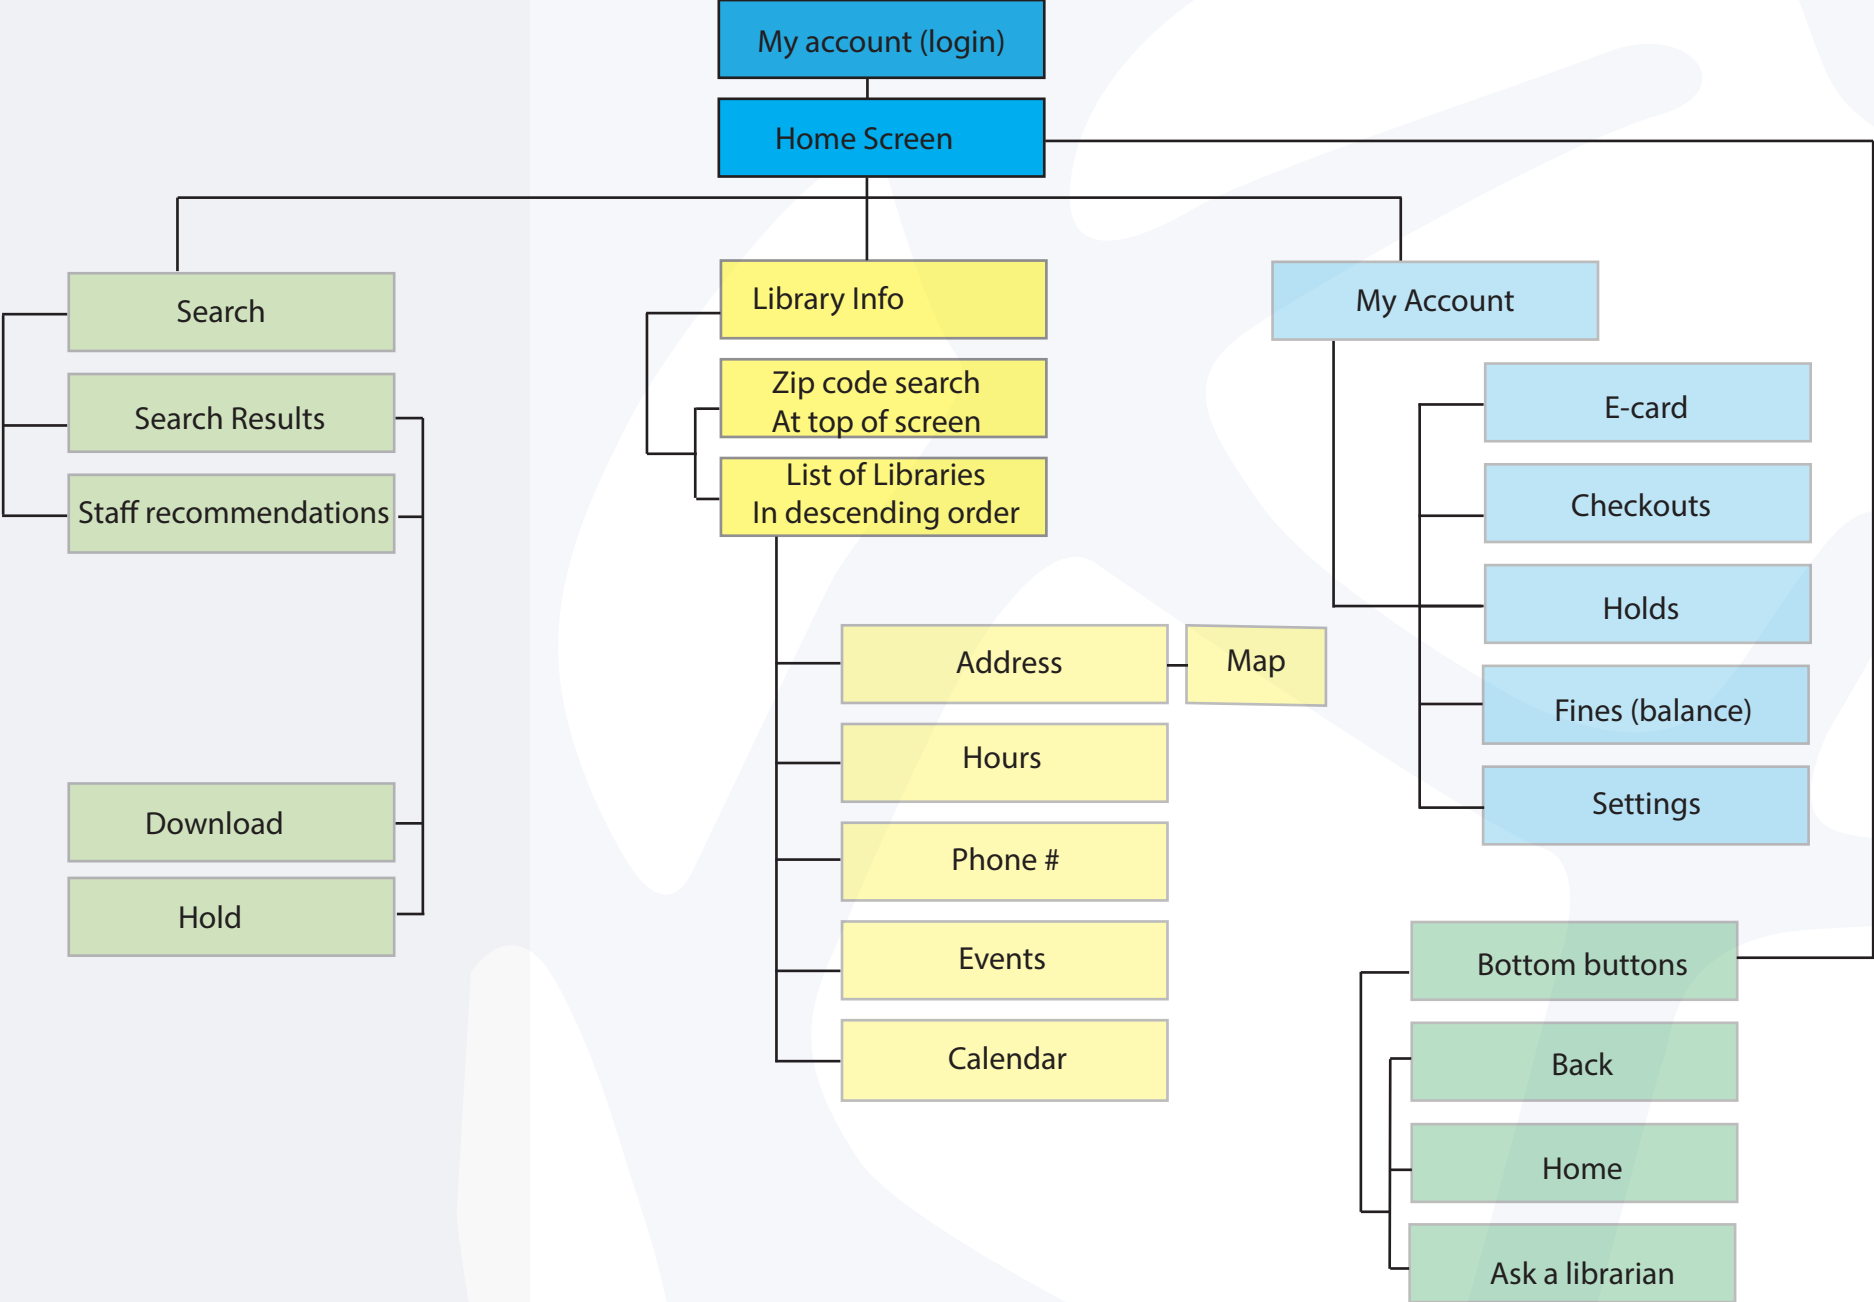 My account (login)
Home Screen
Search
Search Results
Staff recommendations
Download
Hold
Library Info
Zip code search
At top of screen
List of Libraries
In descending order
Address
Map
Hours
Phone #
Events
Calendar
My Account
E-card
Checkouts
Holds
Fines (balance)
Settings
Bottom buttons
Back
Home
Ask a librarian